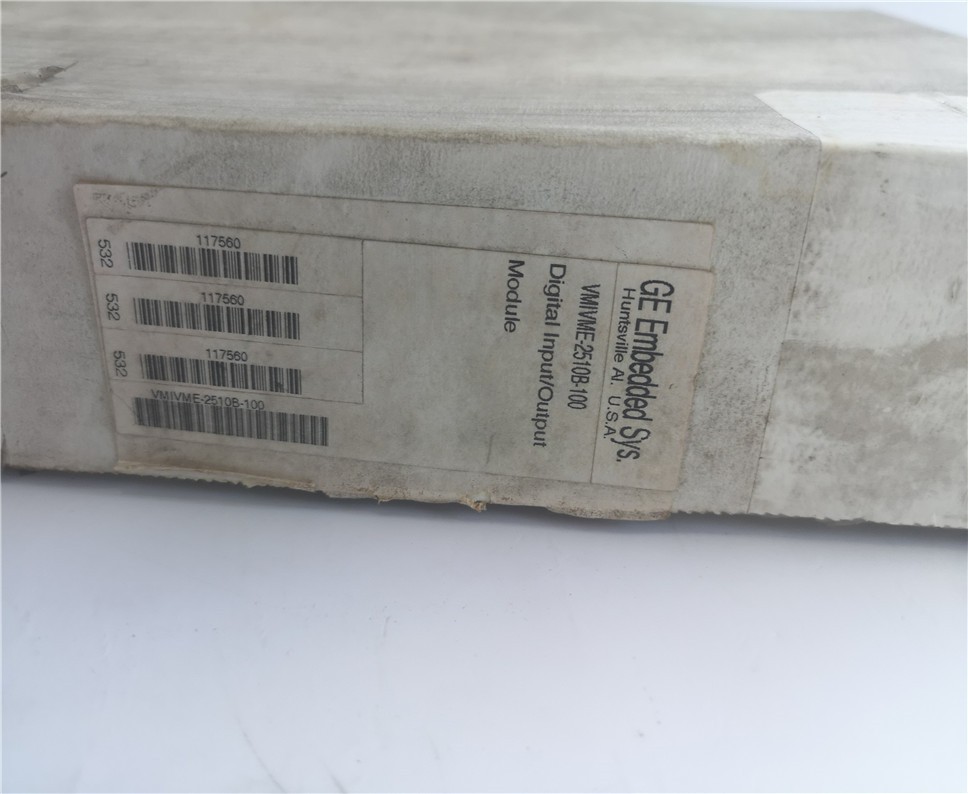 GE Embedded Sys.
Huntsville Al. U.S.A.
VMIVME-2510B-100
Digital Input/Output
Module
532
117560
532
117560
532
117560
VMIVME-2510B-100